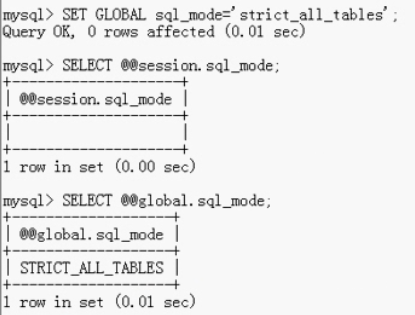 mysql> SET GLOBAL sql_mode='strict_all_tables';
Query OK, 0 rows affected (0.01 sec)
mysql> SELECT @@session.sql_mode;
+--------------------+
| @@session.sql_mode |
+--------------------+
|                    |
+--------------------+
1 row in set (0.00 sec)
mysql> SELECT @@global.sql_mode;
+-------------------+
| @@global.sql_mode |
+-------------------+
| STRICT_ALL_TABLES |
+-------------------+
1 row in set (0.01 sec)